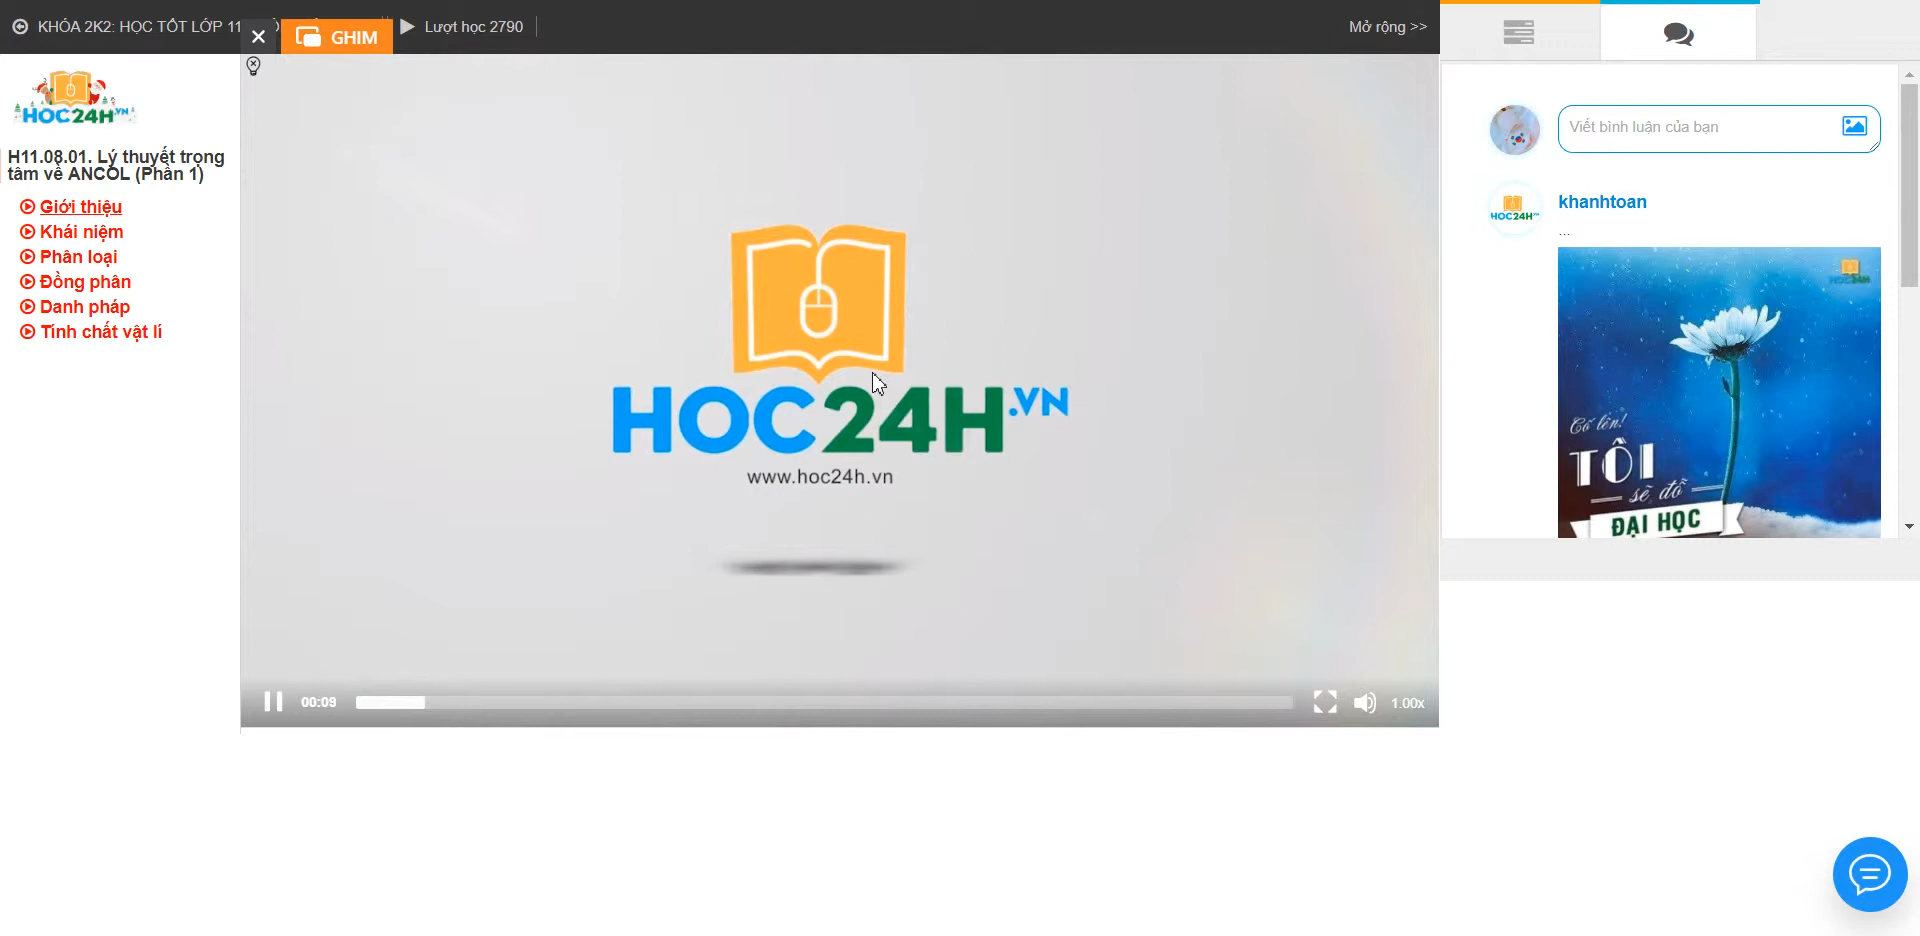 KHÓA 2K2: HỌC TỐT LỚP 11
GHIM
Lượt học 2790
Mở rộng >>
HOC24H.VN
H11.08.01. Lý thuyết trọng
tâm về ANCOL (Phần 1)
Giới thiệu
Khái niệm
Phân loại
Đồng phân
Danh pháp
Tính chất vật lí
HOC24H.VN
www.hoc24h.vn
00:09
1.00x
Viết bình luận của bạn
HOC24H.VN
khanhtoan
...
HOC24H
Cố lên!
TÔI
sẽ đỗ
ĐẠI HỌC